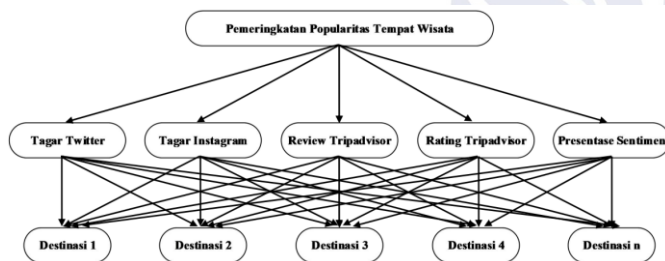 Pemeringkatan Popularitas Tempat Wisata
Tagar Twitter
Tagar Instagram
Review Tripadvisor
Rating Tripadvisor
Presentase Sentimen
Destinasi 1
Destinasi 2
Destinasi 3
Destinasi 4
Destinasi n